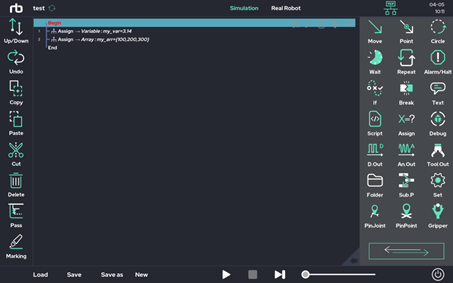 rb
test
Simulation
Real Robot
04-05
10:11
Up/Down
Undo
Copy
Paste
Cut
Delete
Pass
Marking
Begin
1 Assign → Variable : my_var=3.14
2 Assign → Array : my_arr={100,200,300}
End
Move Point Circle
Wait Repeat Alarm/Halt
If Break Text
Script Assign Debug
D.Out An.Out Tool.Out
Folder Sub.P Set
PinJoint PinPoint Gripper
Load Save Save as New